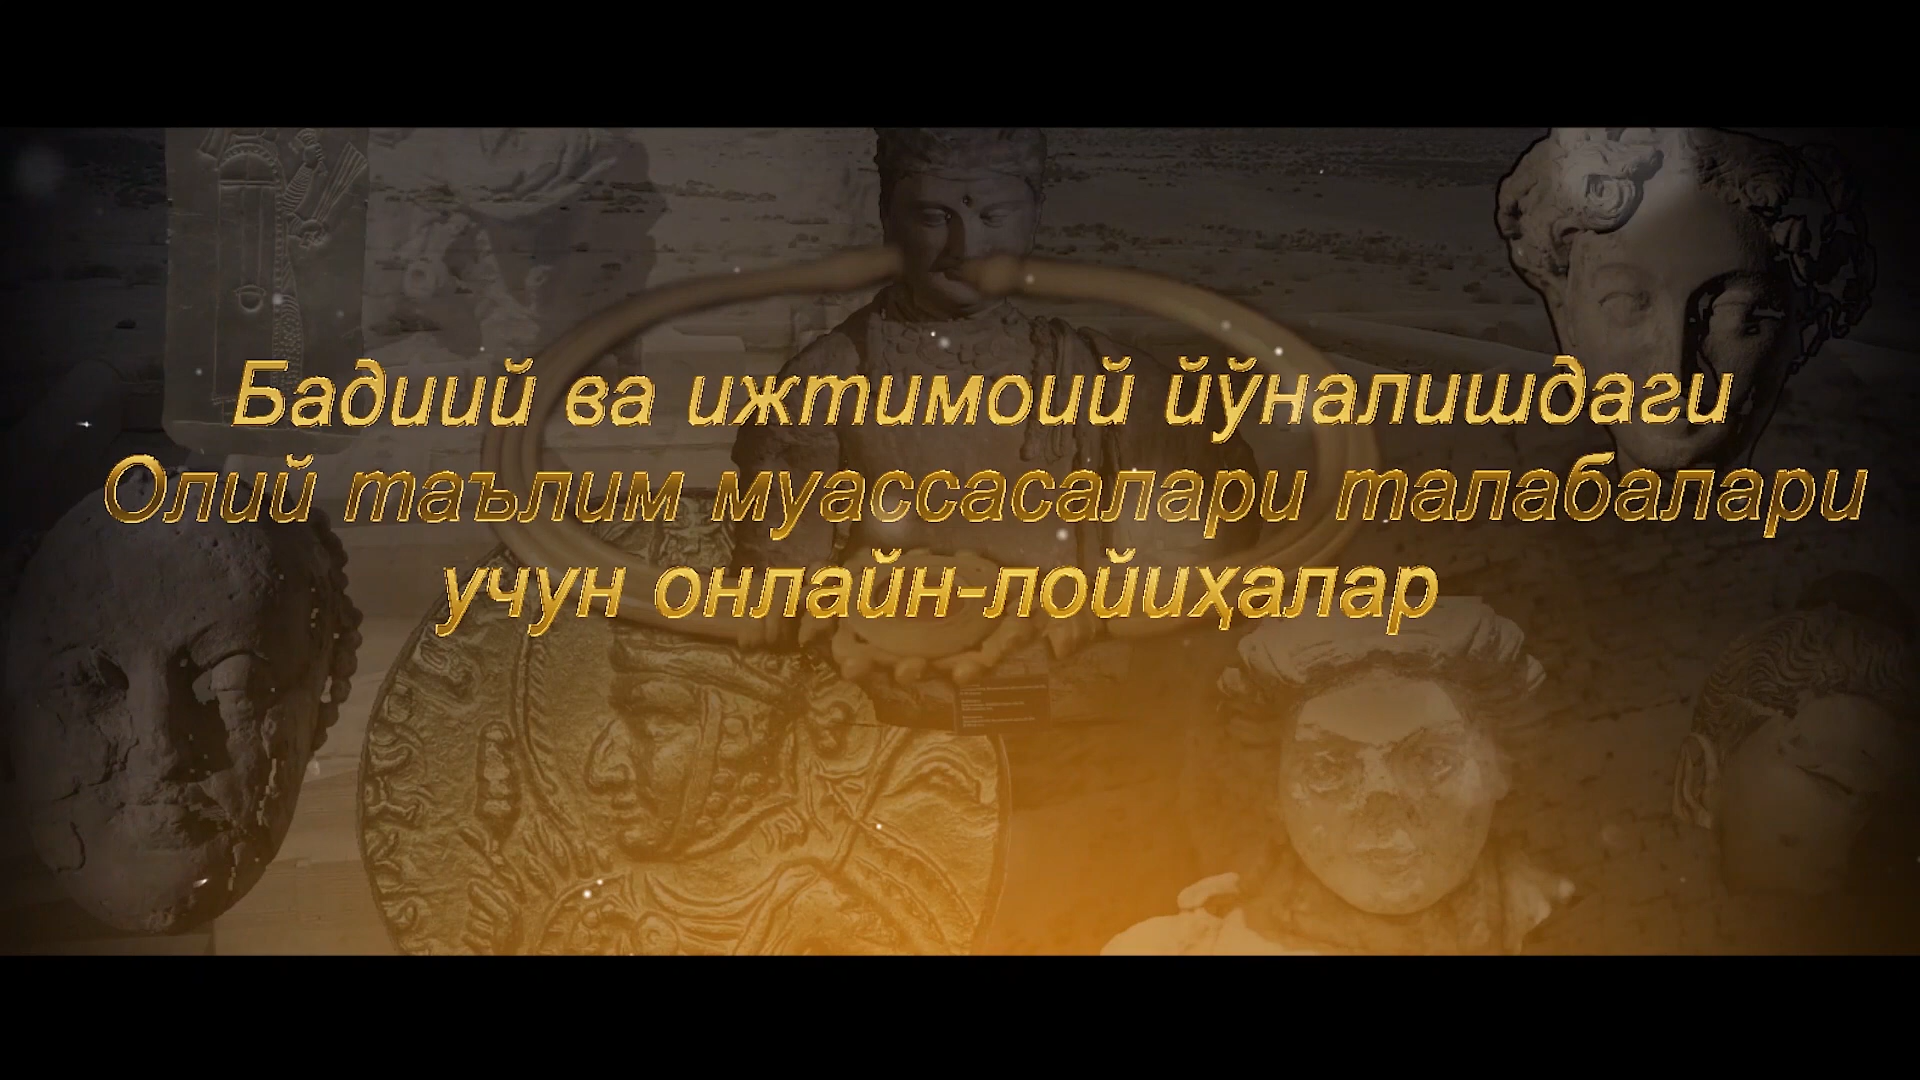 Бадиий ва ижтимоий йўналишдаги
Олий таълим муассасалари талабалари
учун онлайн-лойиҳалар